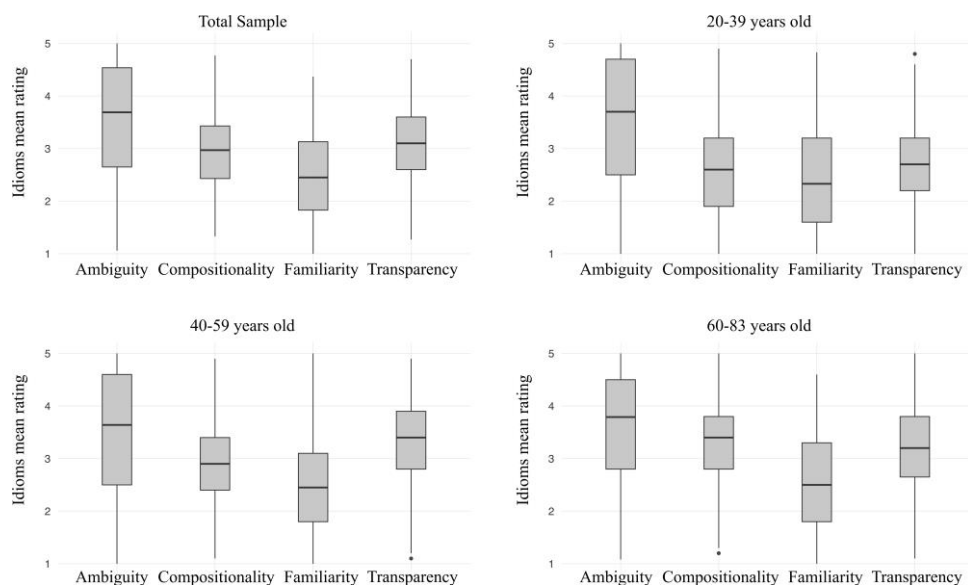 Total Sample
Idioms mean rating
5
4
3
2
1
Ambiguity Compositionality Familiarity Transparency
20-39 years old
Idioms mean rating
5
4
3
2
1
Ambiguity Compositionality Familiarity Transparency
40-59 years old
Idioms mean rating
5
4
3
2
1
Ambiguity Compositionality Familiarity Transparency
60-83 years old
Idioms mean rating
5
4
3
2
1
Ambiguity Compositionality Familiarity Transparency